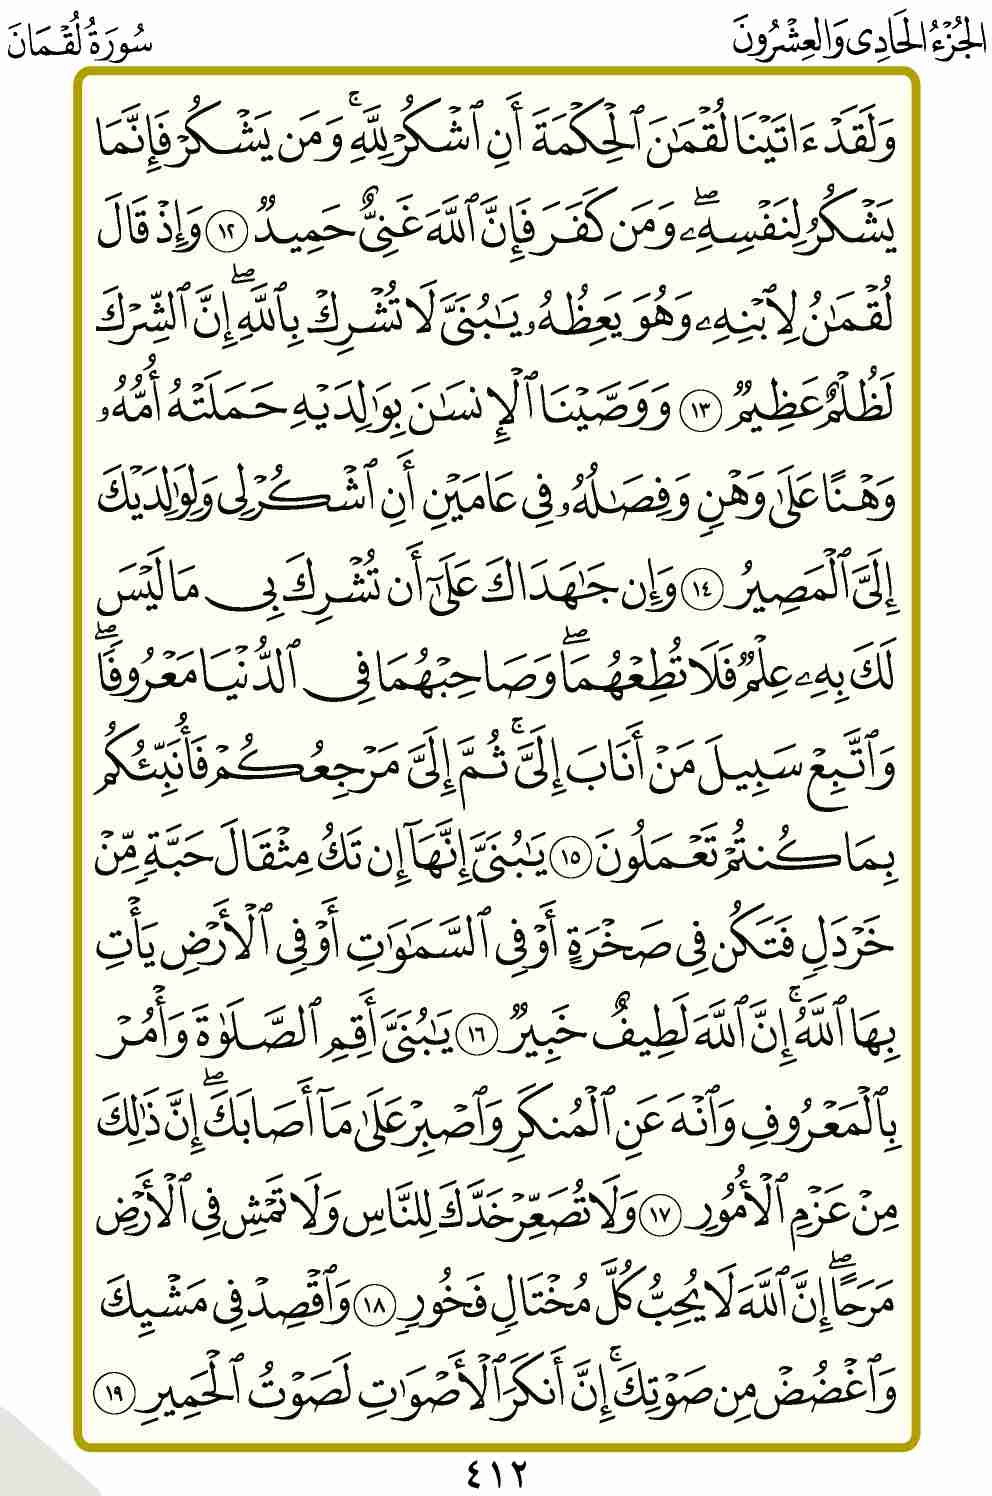 الجُزْءُ الحَادِي وَالعِشْرُونَ
سُورَةُ لُقْمَانَ
وَلَقَدْ ءَاتَيْنَا لُقْمَٰنَ ٱلْحِكْمَةَ أَنِ ٱشْكُرْ لِلَّهِۚ وَمَن يَشْكُرْ فَإِنَّمَا
يَشْكُرُ لِنَفْسِهِۦۖ وَمَن كَفَرَ فَإِنَّ ٱللَّهَ غَنِىٌّ حَمِيدٌ ١٢ وَإِذْ قَالَ
لُقْمَٰنُ لِٱبْنِهِۦ وَهُوَ يَعِظُهُۥ يَٰبُنَىَّ لَا تُشْرِكْ بِٱللَّهِۖ إِنَّ ٱلشِّرْكَ
لَظُلْمٌ عَظِيمٌ ١٣ وَوَصَّيْنَا ٱلْإِنسَٰنَ بِوَٰلِدَيْهِ حَمَلَتْهُ أُمُّهُۥ
وَهْنًا عَلَىٰ وَهْنٍ وَفِصَٰلُهُۥ فِى عَامَيْنِ أَنِ ٱشْكُرْ لِى وَلِوَٰلِدَيْكَ
إِلَىَّ ٱلْمَصِيرُ ١٤ وَإِن جَٰهَدَاكَ عَلَىٰٓ أَن تُشْرِكَ بِى مَا لَيْسَ
لَكَ بِهِۦ عِلْمٌ فَلَا تُطِعْهُمَاۖ وَصَاحِبْهُمَا فِى ٱلدُّنْيَا مَعْرُوفًاۖ
وَٱتَّبِعْ سَبِيلَ مَنْ أَنَابَ إِلَىَّۚ ثُمَّ إِلَىَّ مَرْجِعُكُمْ فَأُنَبِّئُكُم
بِمَا كُنتُمْ تَعْمَلُونَ ١٥ يَٰبُنَىَّ إِنَّهَآ إِن تَكُ مِثْقَالَ حَبَّةٍ مِّنْ
خَرْدَلٍ فَتَكُن فِى صَخْرَةٍ أَوْ فِى ٱلسَّمَٰوَٰتِ أَوْ فِى ٱلْأَرْضِ يَأْتِ
بِهَا ٱللَّهُۚ إِنَّ ٱللَّهَ لَطِيفٌ خَبِيرٌ ١٦ يَٰبُنَىَّ أَقِمِ ٱلصَّلَوٰةَ وَأْمُرْ
بِٱلْمَعْرُوفِ وَٱنْهَ عَنِ ٱلْمُنكَرِ وَٱصْبِرْ عَلَىٰ مَآ أَصَابَكَۖ إِنَّ ذَٰلِكَ
مِنْ عَزْمِ ٱلْأُمُورِ ١٧ وَلَا تُصَعِّرْ خَدَّكَ لِلنَّاسِ وَلَا تَمْشِ فِى ٱلْأَرْضِ
مَرَحًاۖ إِنَّ ٱللَّهَ لَا يُحِبُّ كُلَّ مُخْتَالٍ فَخُورٍ ١٨ وَٱقْصِدْ فِى مَشْيِكَ
وَٱغْضُضْ مِن صَوْتِكَۚ إِنَّ أَنكَرَ ٱلْأَصْوَٰتِ لَصَوْتُ ٱلْحَمِيرِ ١٩
٤١٢